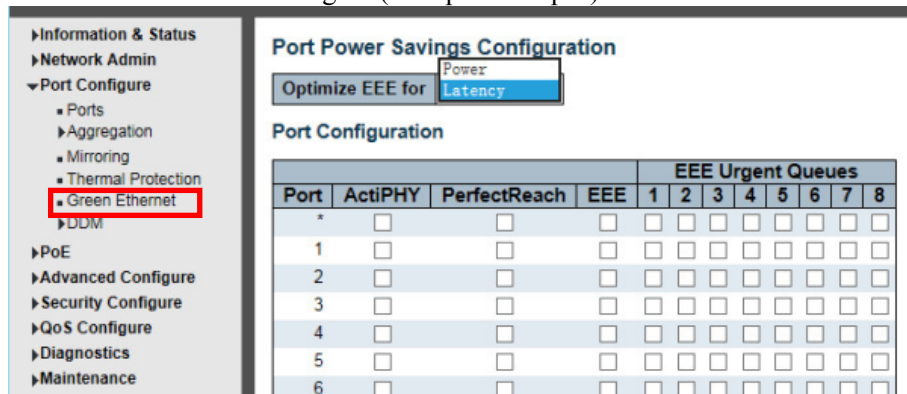 Information & Status
Network Admin
Port Configure
Ports
Aggregation
Mirroring
Thermal Protection
Green Ethernet
DDM
PoE
Advanced Configure
Security Configure
QoS Configure
Diagnostics
Maintenance
Port Power Savings Configuration
Optimize EEE for
Power
Latency
Port Configuration
EEE Urgent Queues
Port ActiPHY PerfectReach EEE 1 2 3 4 5 6 7 8
*
1
2
3
4
5
6